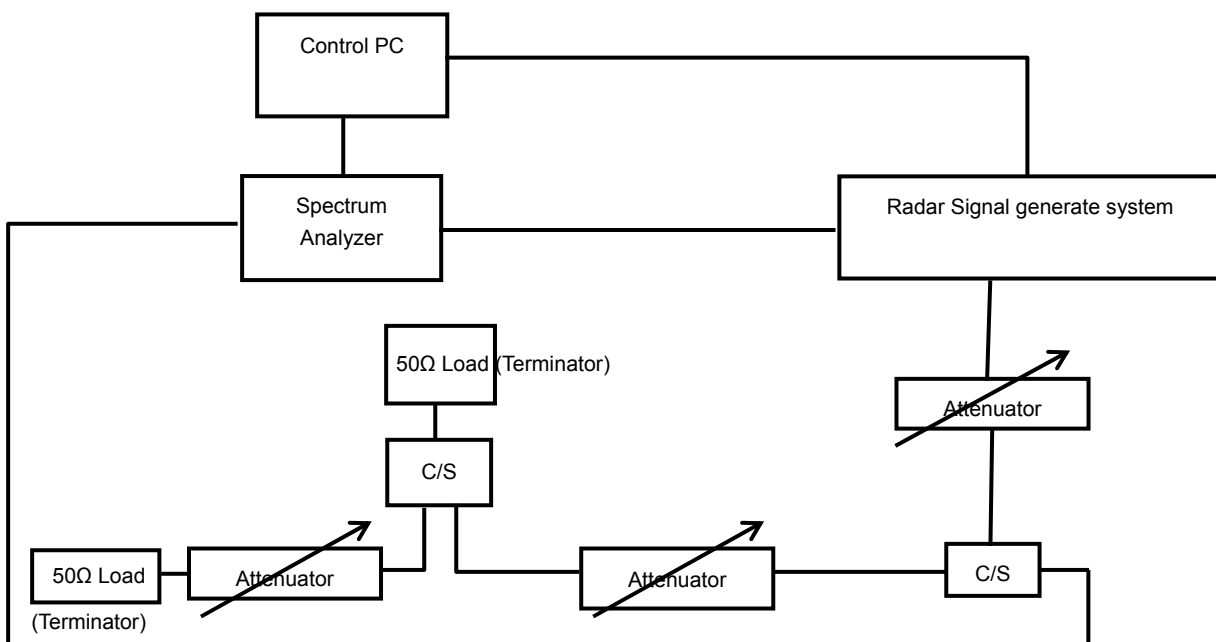 Control PC
Spectrum
Analyzer
Radar Signal generate system
50Ω Load (Terminator)
Attenuator
C/S
50Ω Load
(Terminator)
Attenuator
Attenuator
C/S